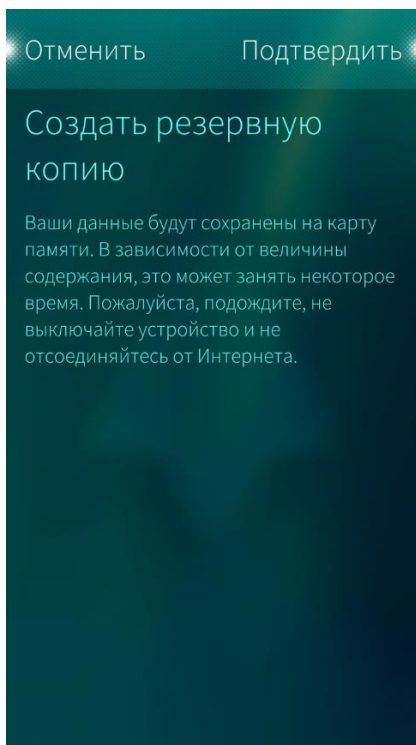 Отменить Подтвердить
Создать резервную
копию
Ваши данные будут сохранены на карту
памяти. В зависимости от величины
содержания, это может занять некоторое
время. Пожалуйста, подождите, не
выключайте устройство и не
отсоединяйтесь от Интернета.